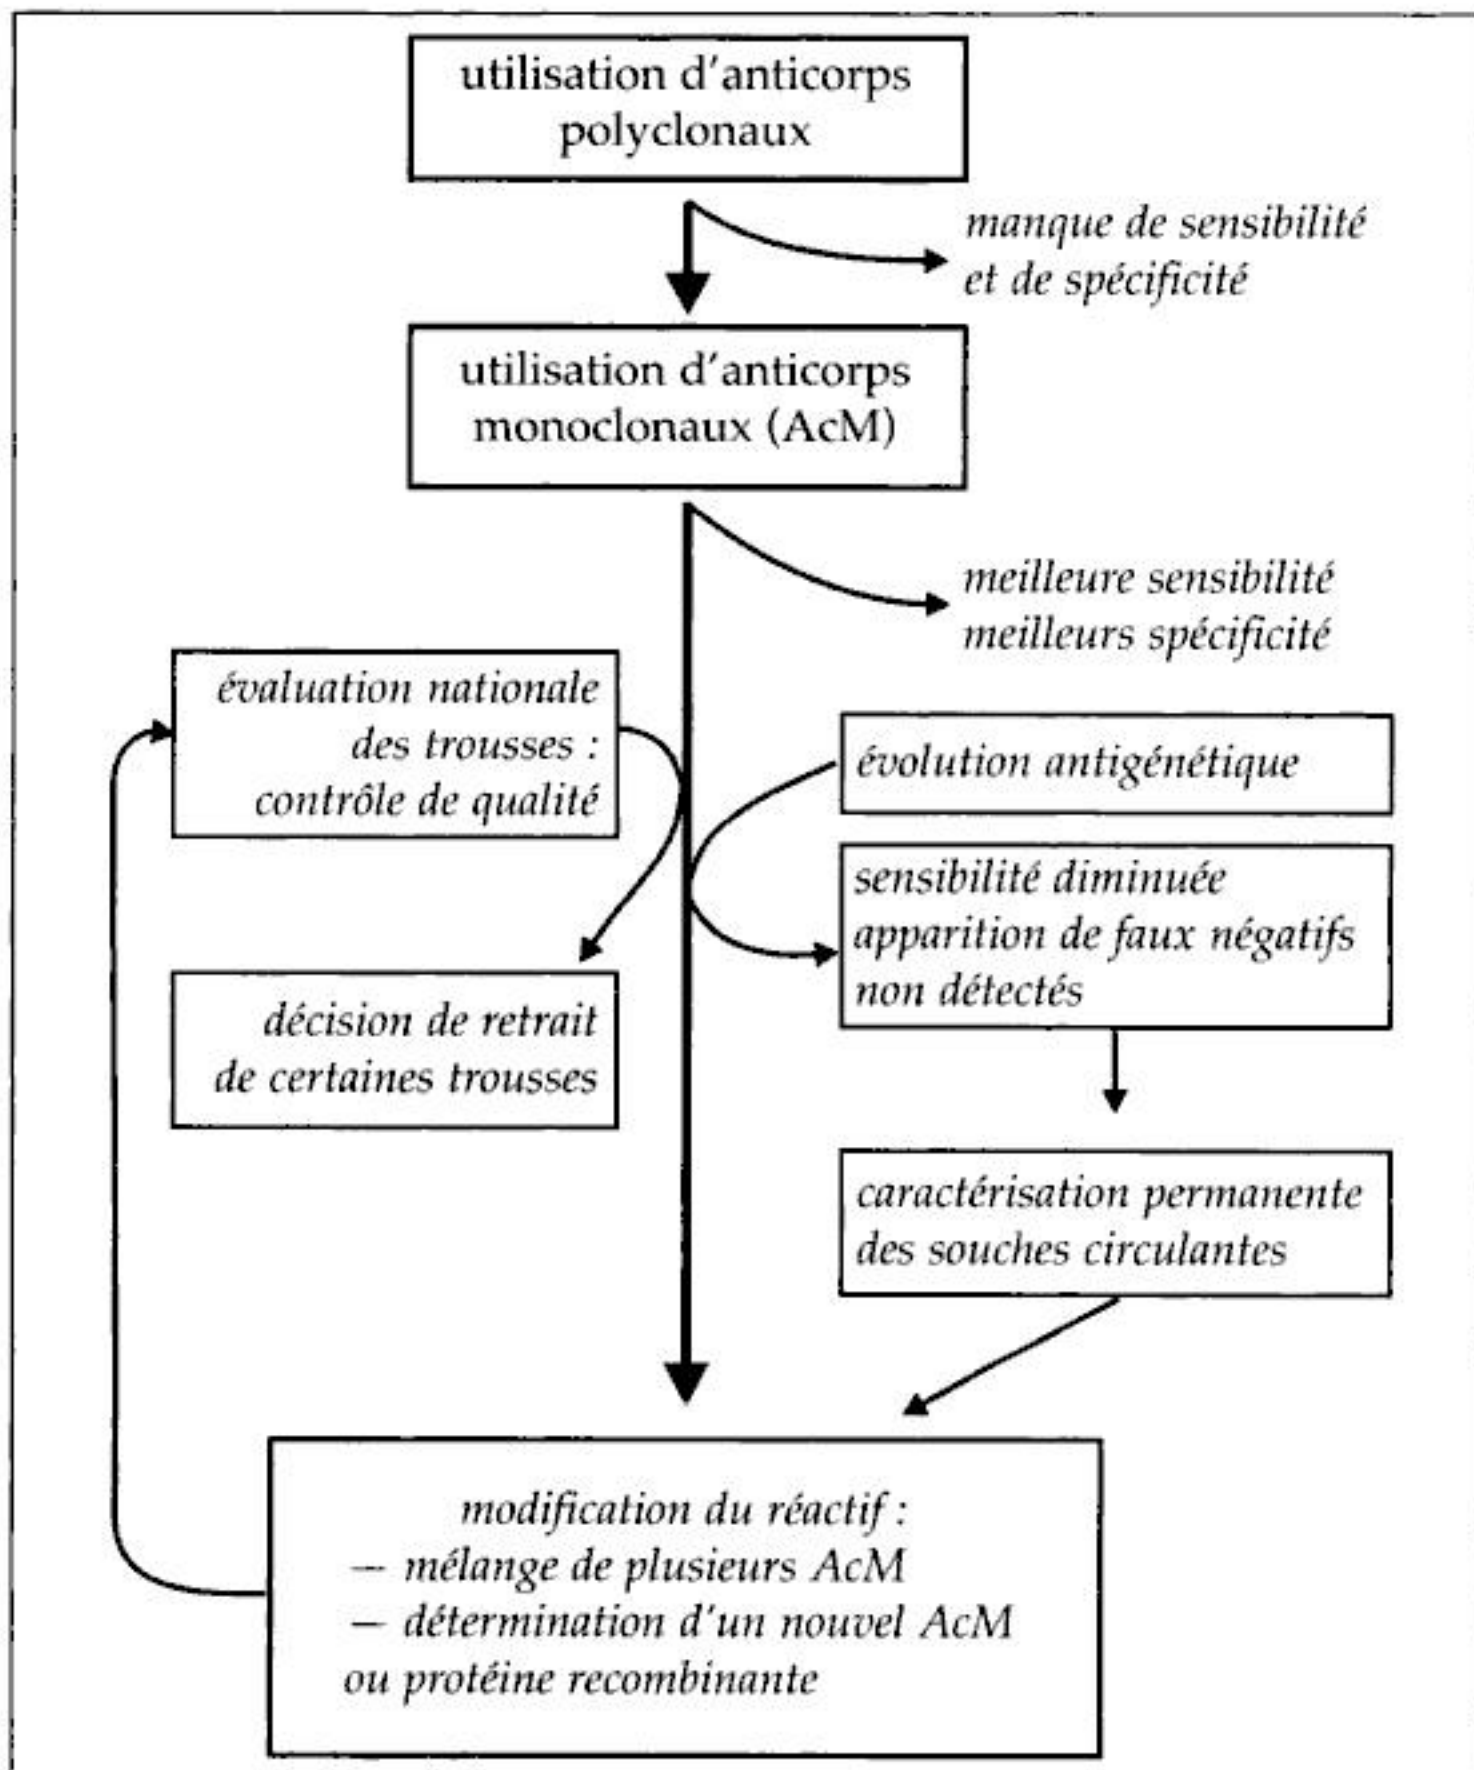 utilisation d'anticorps
polyclonaux
manque de sensibilité
et de spécificité
utilisation d'anticorps
monoclonaux (AcM)
meilleure sensibilité
meilleurs spécificité
évaluation nationale
des trousses :
contrôle de qualité
évolution antigénétique
sensibilité diminuée
apparition de faux négatifs
non détectés
décision de retrait
de certaines trousses
caractérisation permanente
des souches circulantes
modification du réactif :
— mélange de plusieurs AcM
— détermination d'un nouvel AcM
ou protéine recombinante